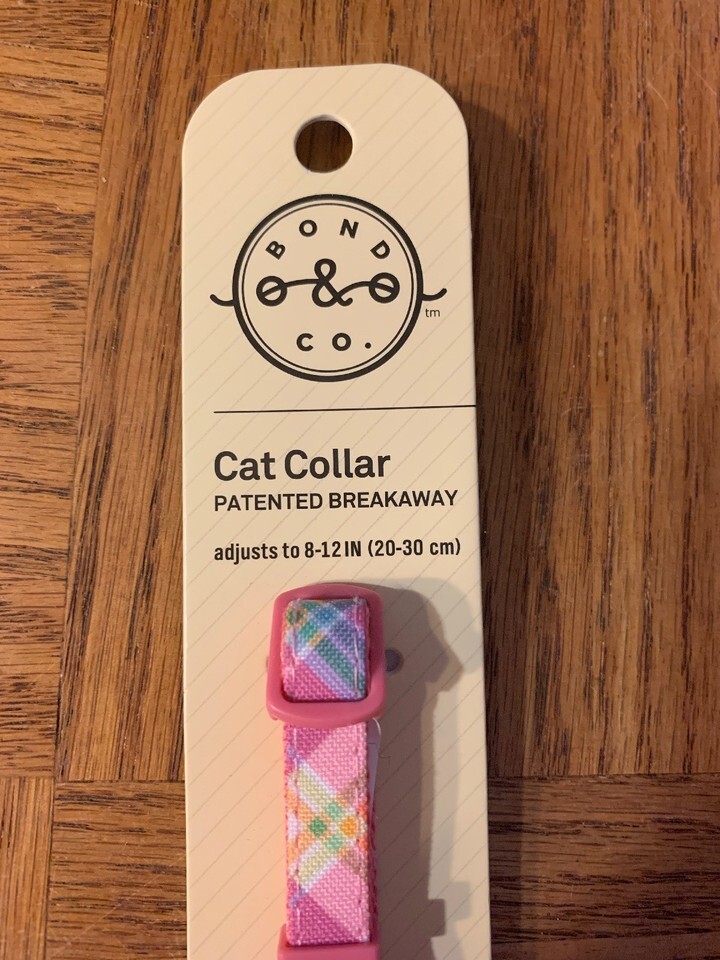 BOND
&
CO.
tm
Cat Collar
PATENTED BREAKAWAY
adjusts to 8-12 IN (20-30 cm)